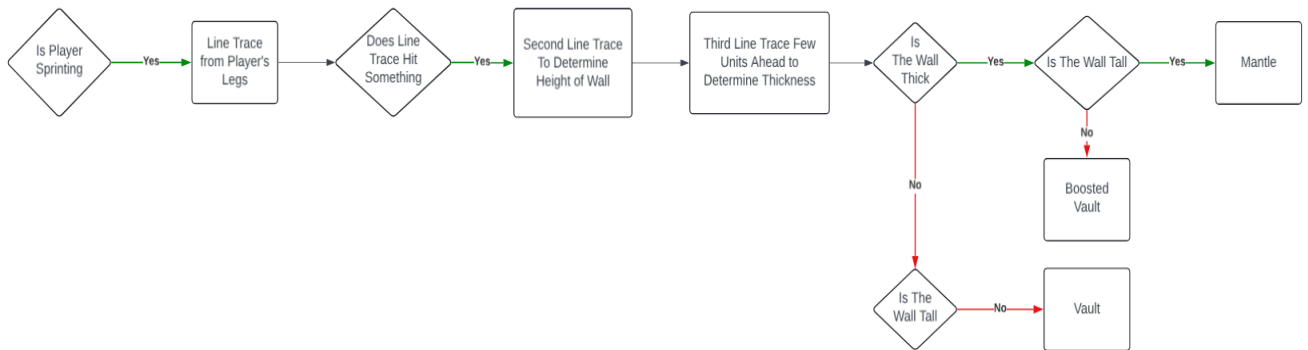 Is Player
Sprinting
Yes
Line Trace
from Player's
Legs
Does Line
Trace Hit
Something
Yes
Second Line Trace
To Determine
Height of Wall
Third Line Trace Few
Units Ahead to
Determine Thickness
Is
The Wall
Thick
Yes
Is The Wall Tall
Yes
Mantle
No
Boosted
Vault
No
Is The
Wall Tall
No
Vault